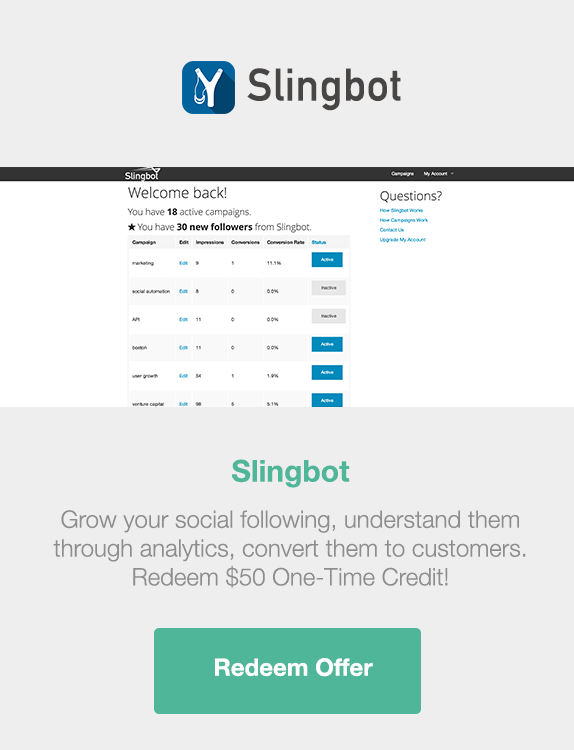 Slingbot
Slingbot Campaigns My Account
Welcome back!
Questions?
You have 18 active campaigns.
How Slingbot Works
★ You have 30 new followers from Slingbot.
How Campaigns Work
Contact Us
Upgrade My Account
Campaign Edit Impressions Conversions Conversion Rate Status
marketing Edit 9 1 11.1% Active
social automation Edit 8 0 0.0% Inactive
API Edit 11 0 0.0% Inactive
boston Edit 11 0 0.0% Active
user growth Edit 54 1 1.9% Active
venture capital Edit 98 5 5.1% Active
Slingbot
Grow your social following, understand them
through analytics, convert them to customers.
Redeem $50 One-Time Credit!
Redeem Offer